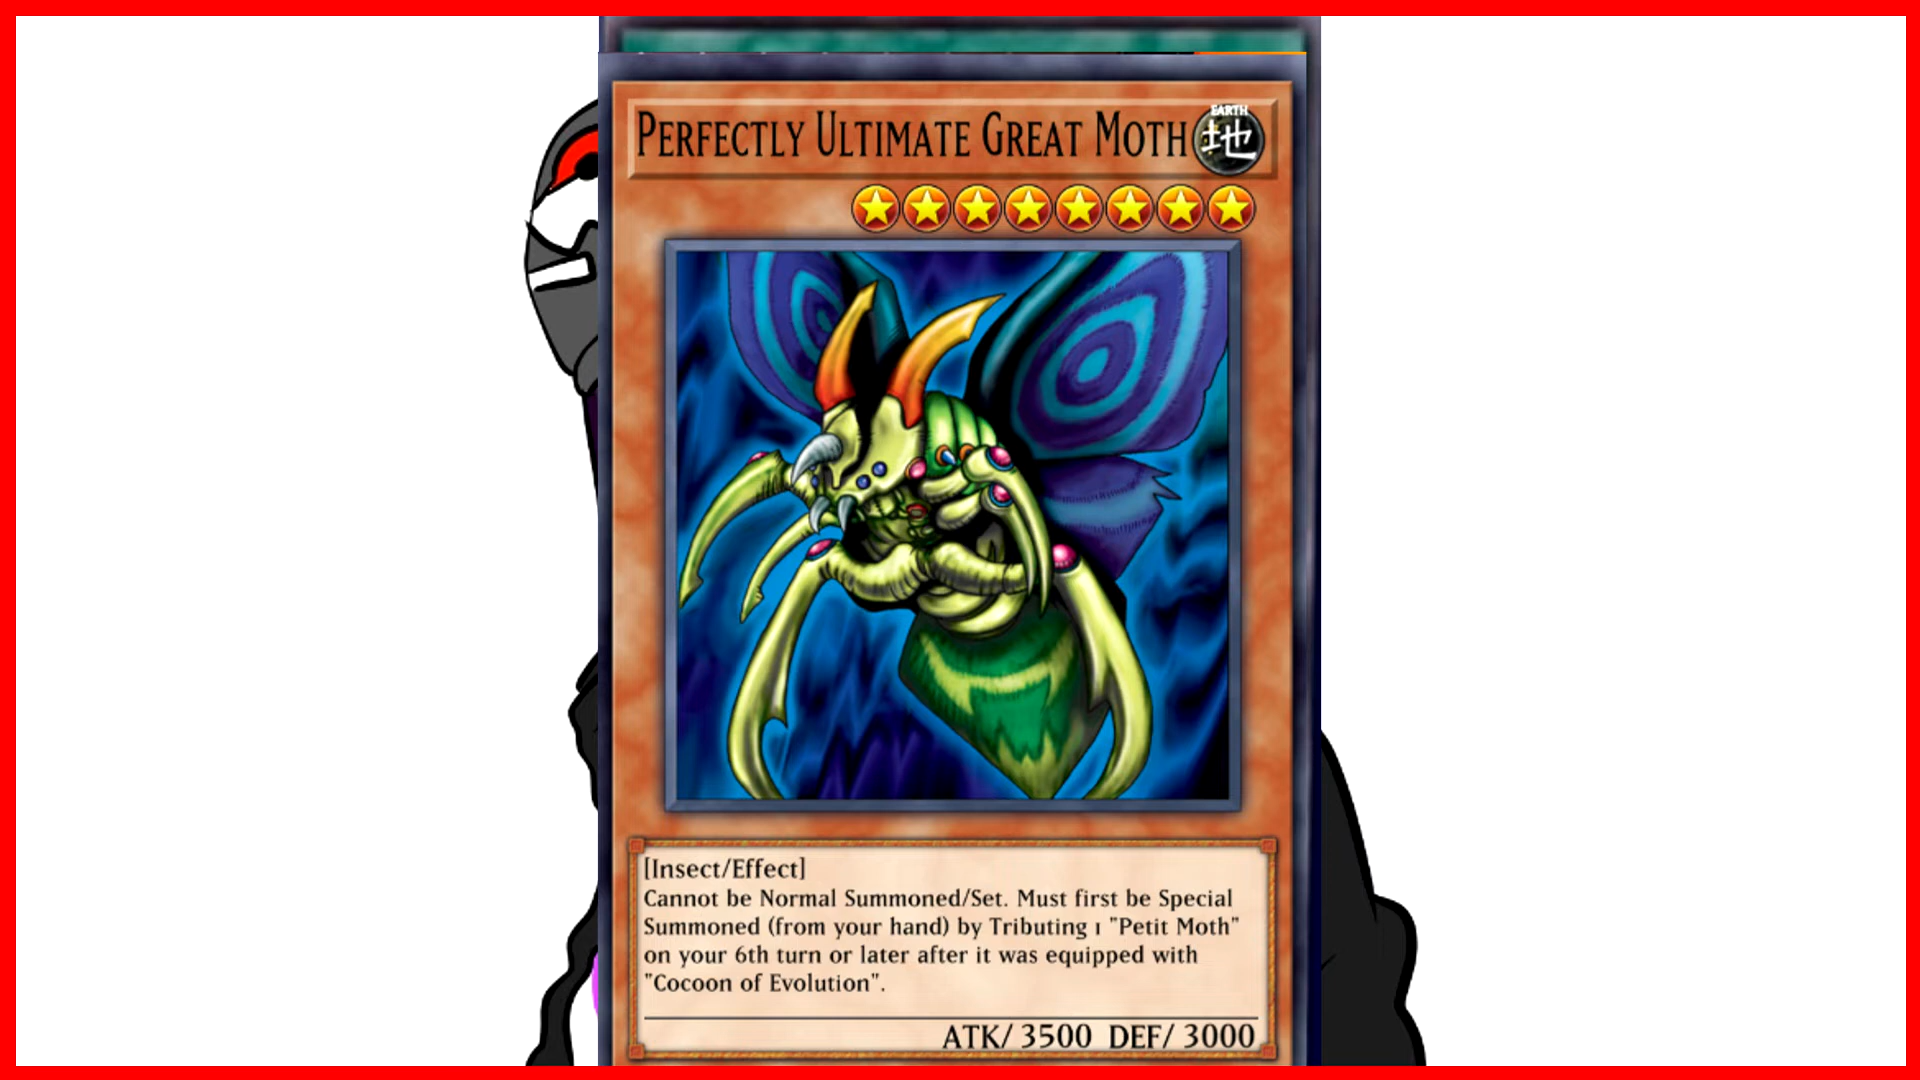 PERFECTLY ULTIMATE GREAT MOTH
EARTH
地
[Insect/Effect]
Cannot be Normal Summoned/Set. Must first be Special
Summoned (from your hand) by Tributing 1 "Petit Moth"
on your 6th turn or later after it was equipped with
"Cocoon of Evolution".
ATK/ 3500 DEF/ 3000